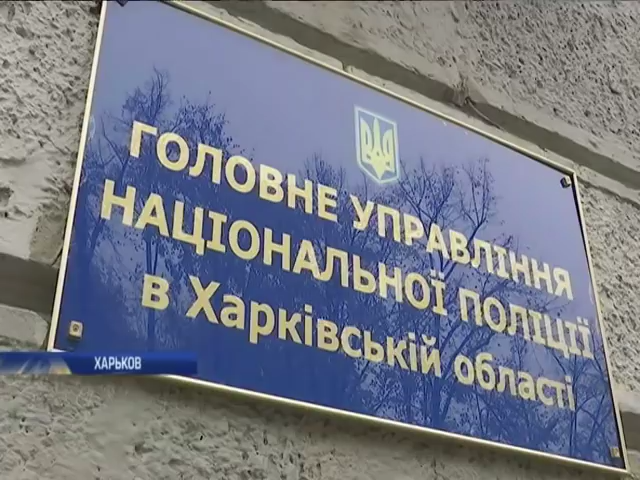 ГОЛОВНЕ УПРАВЛІННЯ
НАЦІОНАЛЬНОЇ ПОЛІЦІЇ
в Харківській області
ХАРЬКОВ